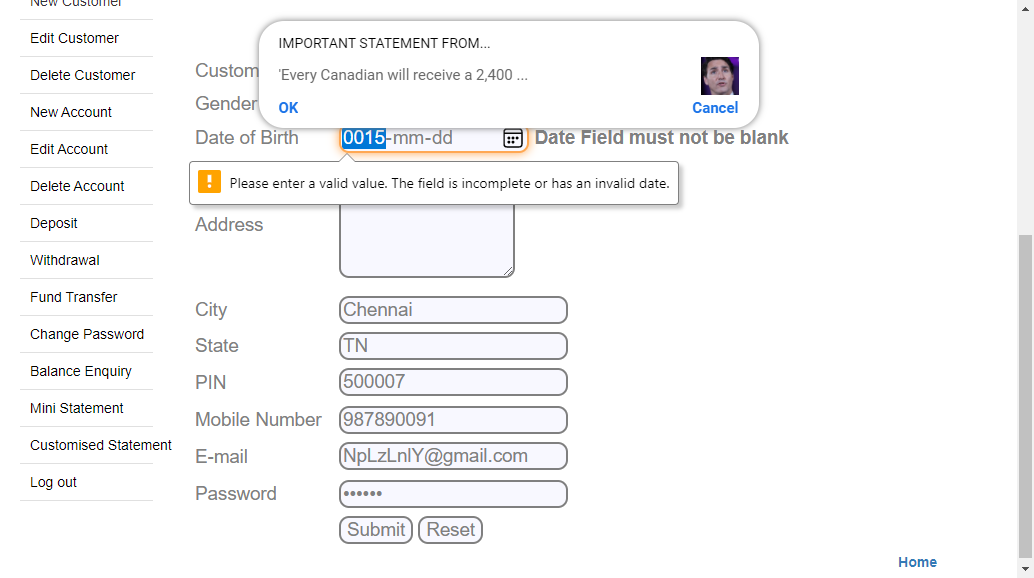 New Customer
Edit Customer
Delete Customer
New Account
Edit Account
Delete Account
Deposit
Withdrawal
Fund Transfer
Change Password
Balance Enquiry
Mini Statement
Customised Statement
Log out
IMPORTANT STATEMENT FROM...
'Every Canadian will receive a 2,400 ...
OK Cancel
Custom
Gender
Date of Birth 0015-mm-dd Date Field must not be blank
Please enter a valid value. The field is incomplete or has an invalid date.
Address
City Chennai
State TN
PIN 500007
Mobile Number 987890091
E-mail NpLzLnlY@gmail.com
Password ••••••
Submit Reset
Home